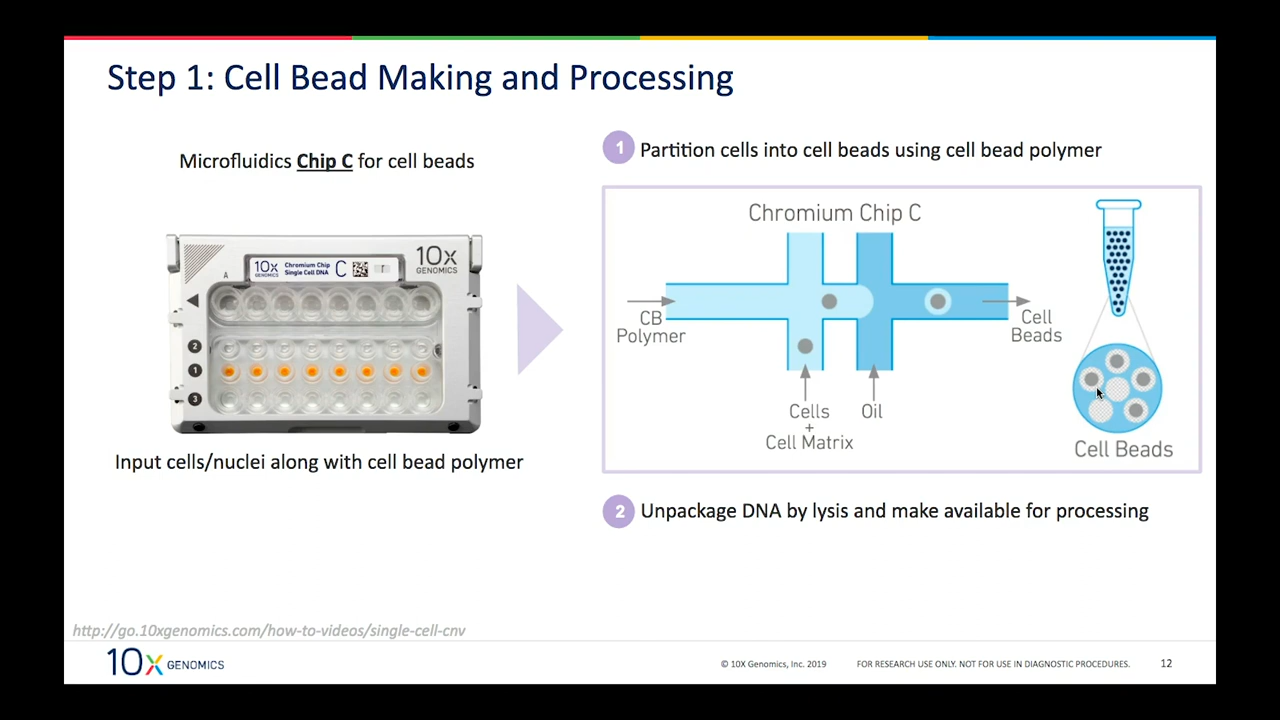 Step 1: Cell Bead Making and Processing
Microfluidics Chip C for cell beads
10x
GENOMICS
Chromium Chip
Single Cell DNA
C
10x
GENOMICS
A
2
1
3
Input cells/nuclei along with cell bead polymer
1 Partition cells into cell beads using cell bead polymer
Chromium Chip C
CB
Polymer
Cells
+
Cell Matrix
Oil
Cell
Beads
Cell Beads
2 Unpackage DNA by lysis and make available for processing
http://go.10xgenomics.com/how-to-videos/single-cell-cnv
10x GENOMICS
© 10X Genomics, Inc. 2019
FOR RESEARCH USE ONLY. NOT FOR USE IN DIAGNOSTIC PROCEDURES.
12